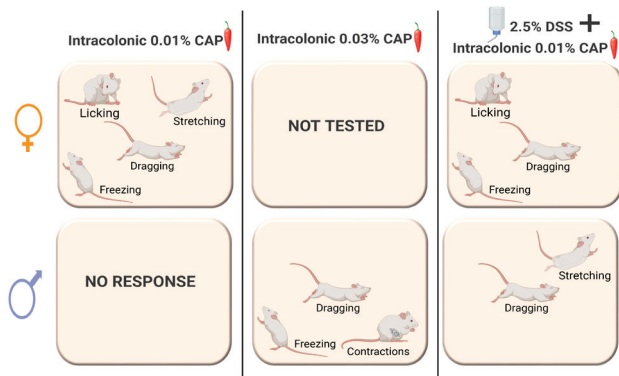 Intracolonic 0.01% CAP
Intracolonic 0.03% CAP
2.5% DSS +
Intracolonic 0.01% CAP
Licking
Stretching
Dragging
Freezing
NOT TESTED
Licking
Dragging
Freezing
NO RESPONSE
Dragging
Freezing
Contractions
Stretching
Dragging